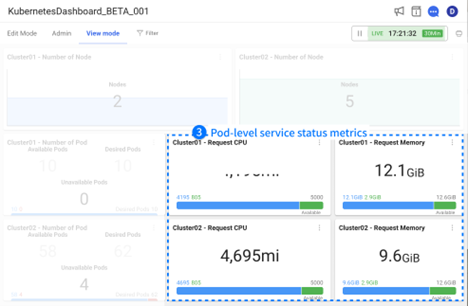 KubernetesDashboard_BETA_001
D
Edit Mode Admin View mode Filter LIVE 17:21:32 30Min
Cluster01 - Number of Node Cluster02 - Number of Node
Nodes Nodes
2 5
3 Pod-level service status metrics
Cluster01 - Number of Pod Cluster01 - Request CPU Cluster01 - Request Memory
Available Pods Desired Pods
10 10 12.1GiB
Unavailable Pods
0 4195 805 5000 12.1GiB 2.9GiB 12.6GiB
Available Available
Cluster02 - Number of Pod Cluster02 - Request CPU Cluster02 - Request Memory
Available Pods Desired Pods
58 62 4,695mi 9.6GiB
Unavailable Pods
4 4695 805 5000 9.6GiB 2.9GiB 12.6GiB
Available Available